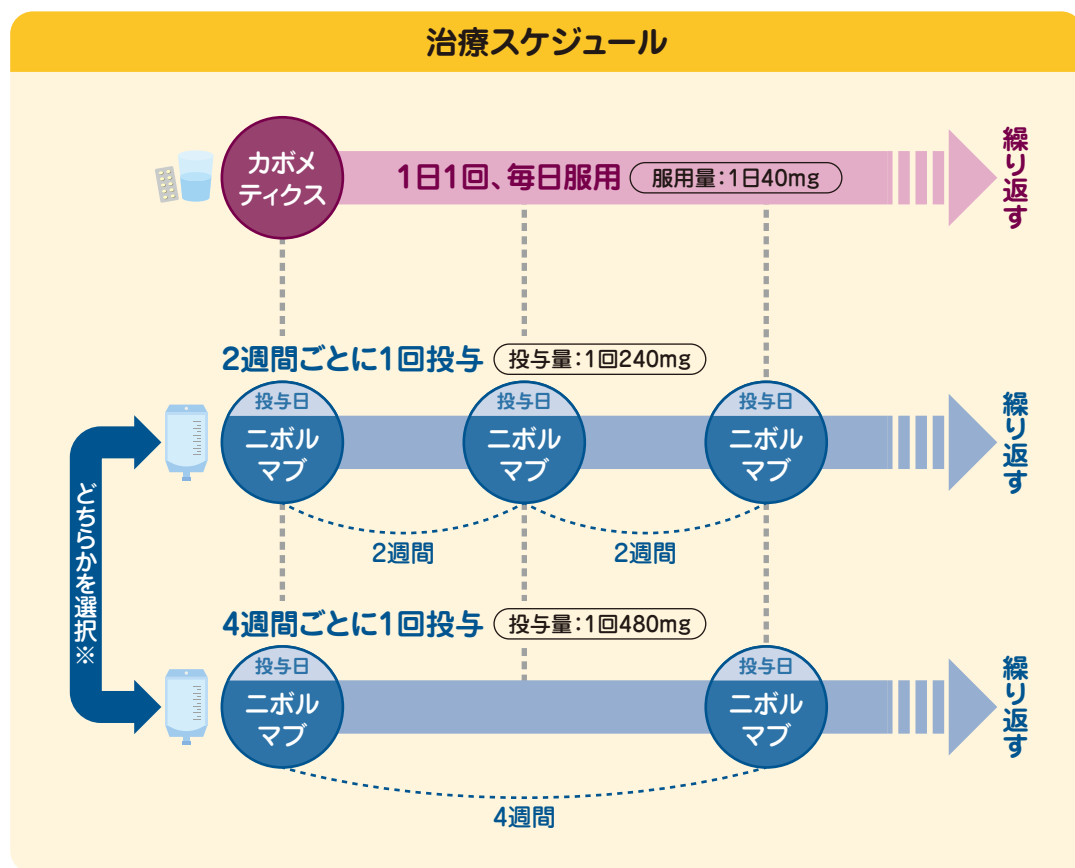 治療スケジュール
カボメ
ティクス
1日1回、毎日服用
服用量:1日40mg
繰り返す
2週間ごとに1回投与
投与量:1回240mg
投与日
ニボル
マブ
投与日
ニボル
マブ
投与日
ニボル
マブ
繰り返す
2週間
2週間
どちらかを選択※
4週間ごとに1回投与
投与量:1回480mg
投与日
ニボル
マブ
投与日
ニボル
マブ
繰り返す
4週間